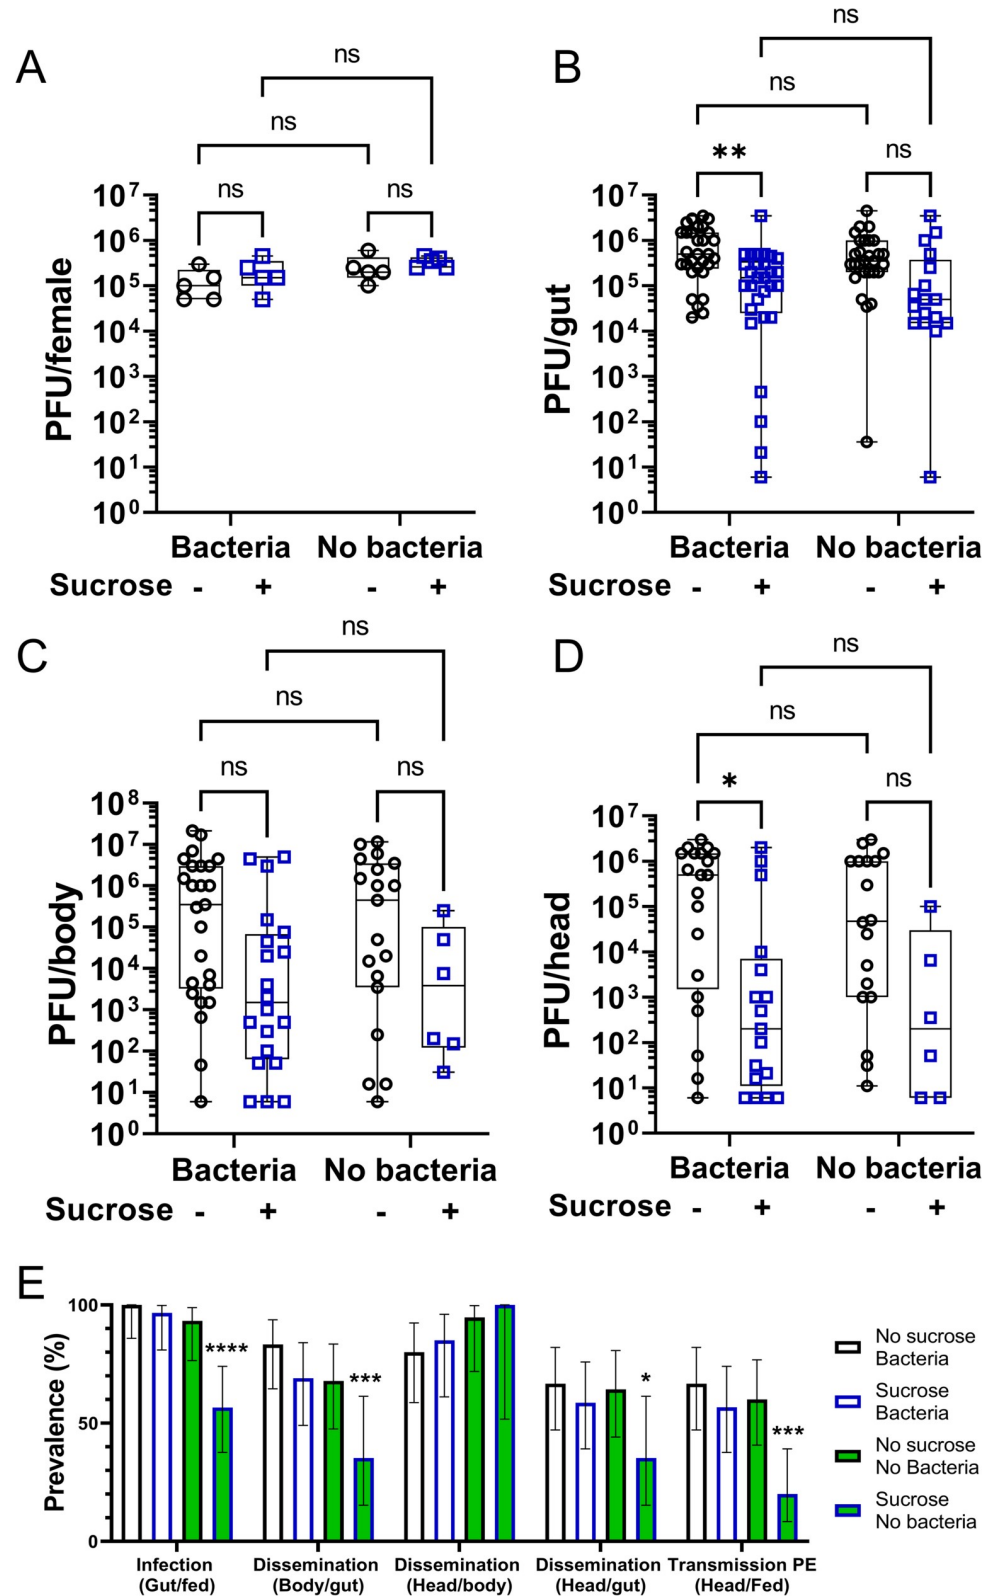 A
ns
ns
ns
ns
PFU/female
10^7
10^6
10^5
10^4
10^3
10^2
10^1
10^0
Bacteria No bacteria
Sucrose - + - +
B
ns
ns
** ns
PFU/gut
10^7
10^6
10^5
10^4
10^3
10^2
10^1
10^0
Bacteria No bacteria
Sucrose - + - +
C
ns
ns
ns ns
PFU/body
10^8
10^7
10^6
10^5
10^4
10^3
10^2
10^1
10^0
Bacteria No bacteria
Sucrose - + - +
D
ns
ns
* ns
PFU/head
10^7
10^6
10^5
10^4
10^3
10^2
10^1
10^0
Bacteria No bacteria
Sucrose - + - +
E
Prevalence (%)
100
50
0
****
***
*
***
Infection
(Gut/fed)
Dissemination
(Body/gut)
Dissemination
(Head/body)
Dissemination
(Head/gut)
Transmission PE
(Head/Fed)
No sucrose
Bacteria
Sucrose
Bacteria
No sucrose
No Bacteria
Sucrose
No bacteria